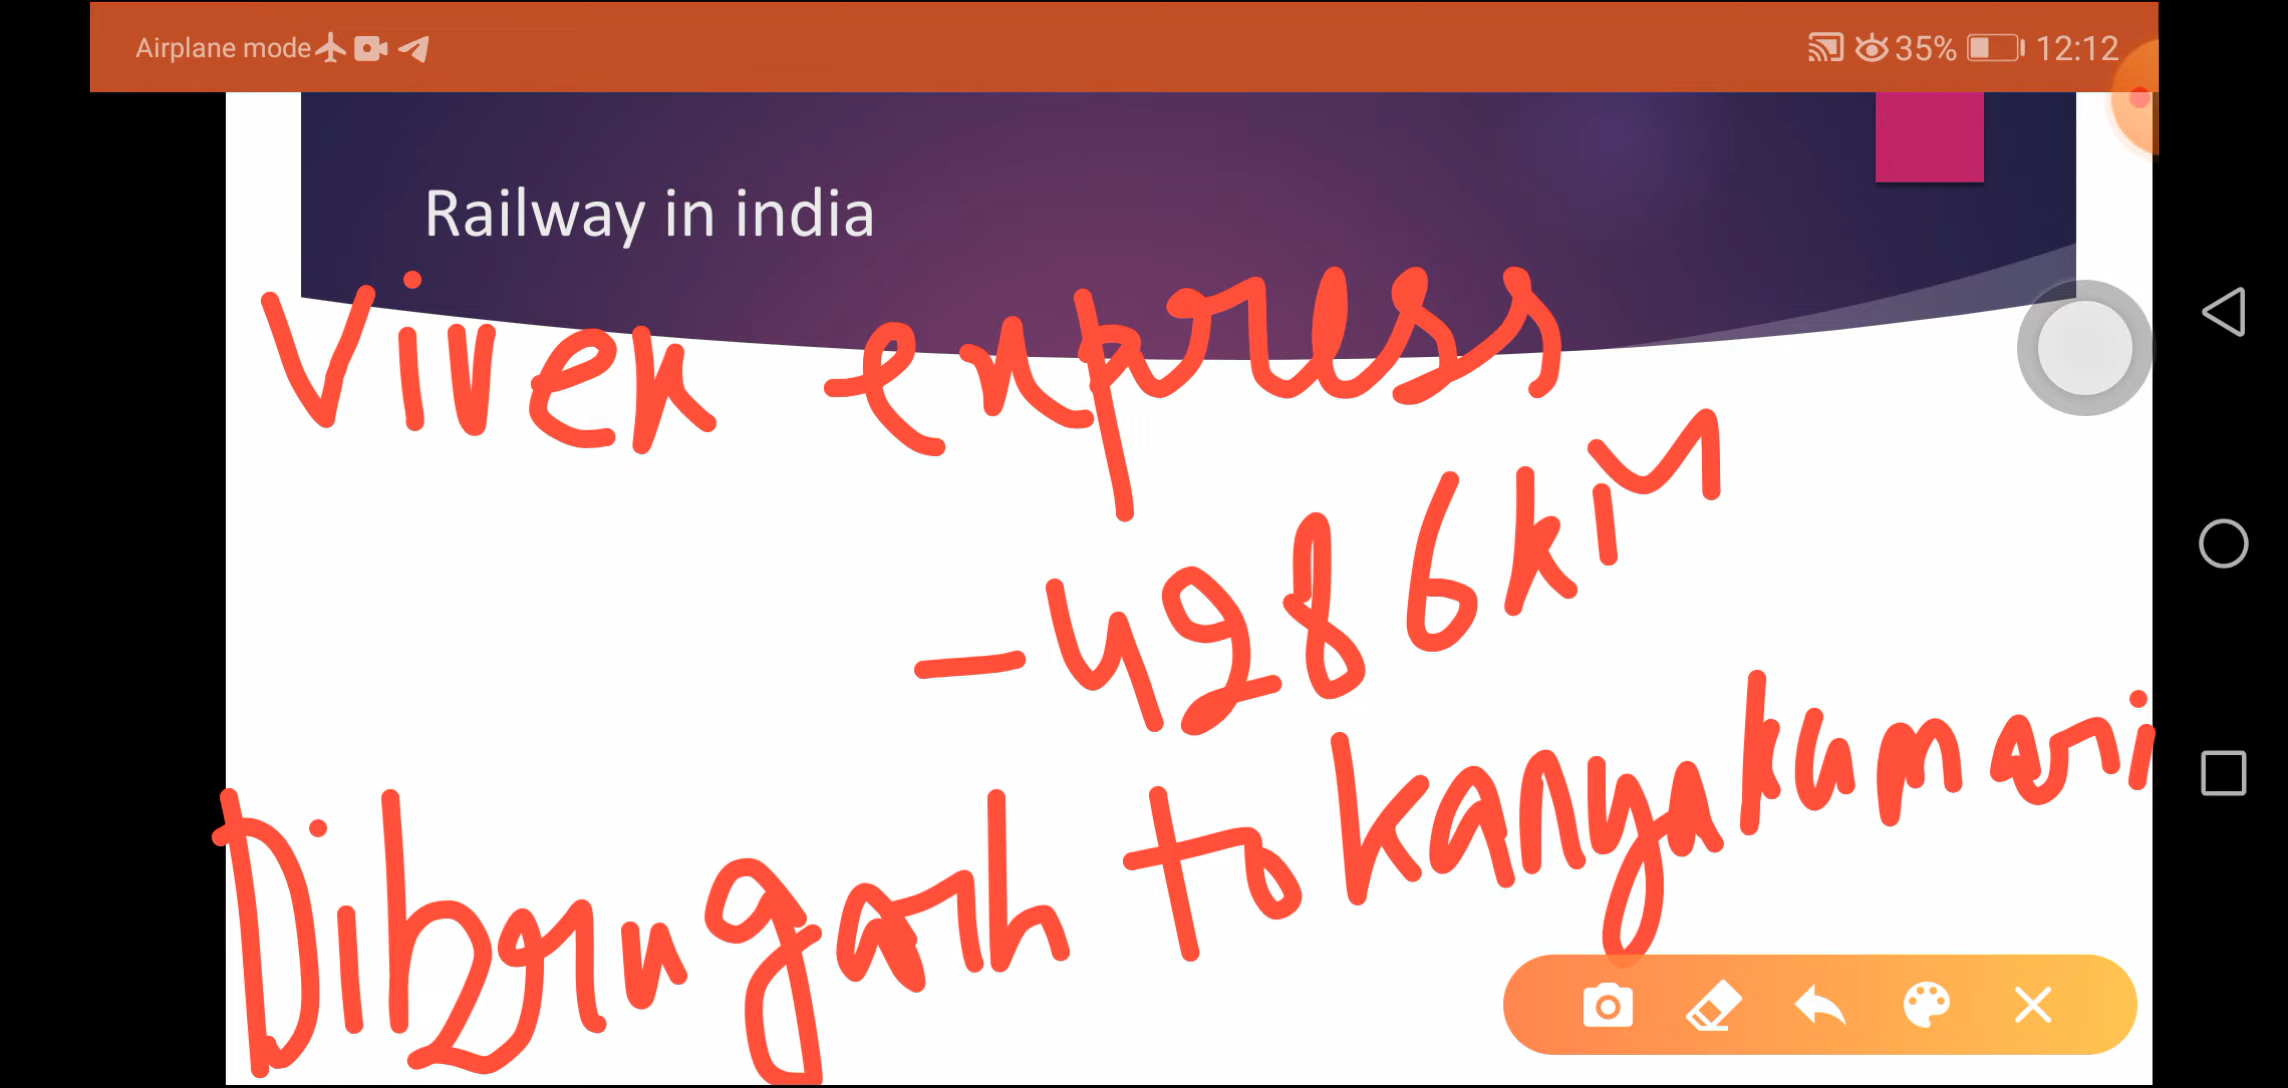 Airplane mode 35% 12:12
Railway in india
Vivek express
- 4286 km
Dibrugarh to kanyakumari